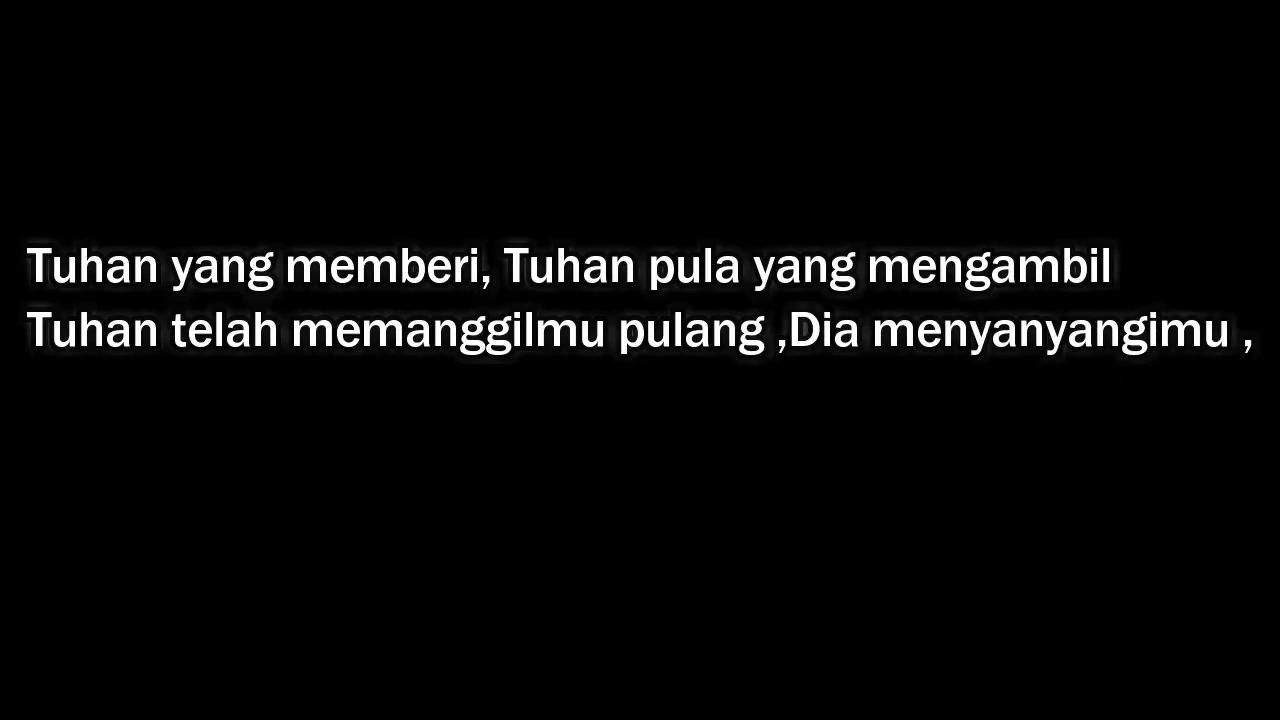 Tuhan yang memberi, Tuhan pula yang mengambil
Tuhan telah memanggilmu pulang ,Dia menyanyangimu ,